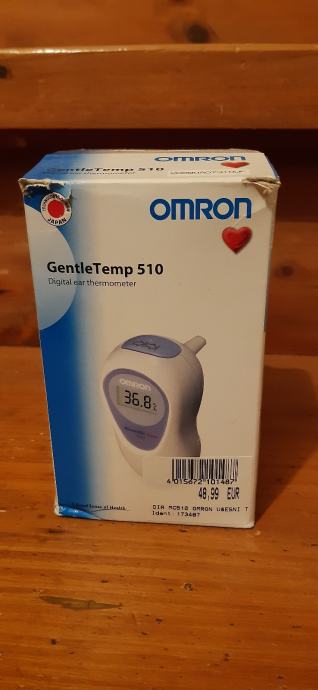 OMRON
GentleTemp 510
JAPAN
OMRON
GentleTemp 510
Digital ear thermometer
OMRON
36.8
4 015672 101487
48,99 EUR
DIA MC510 OMRON UŠESNI T
Ident: 173487